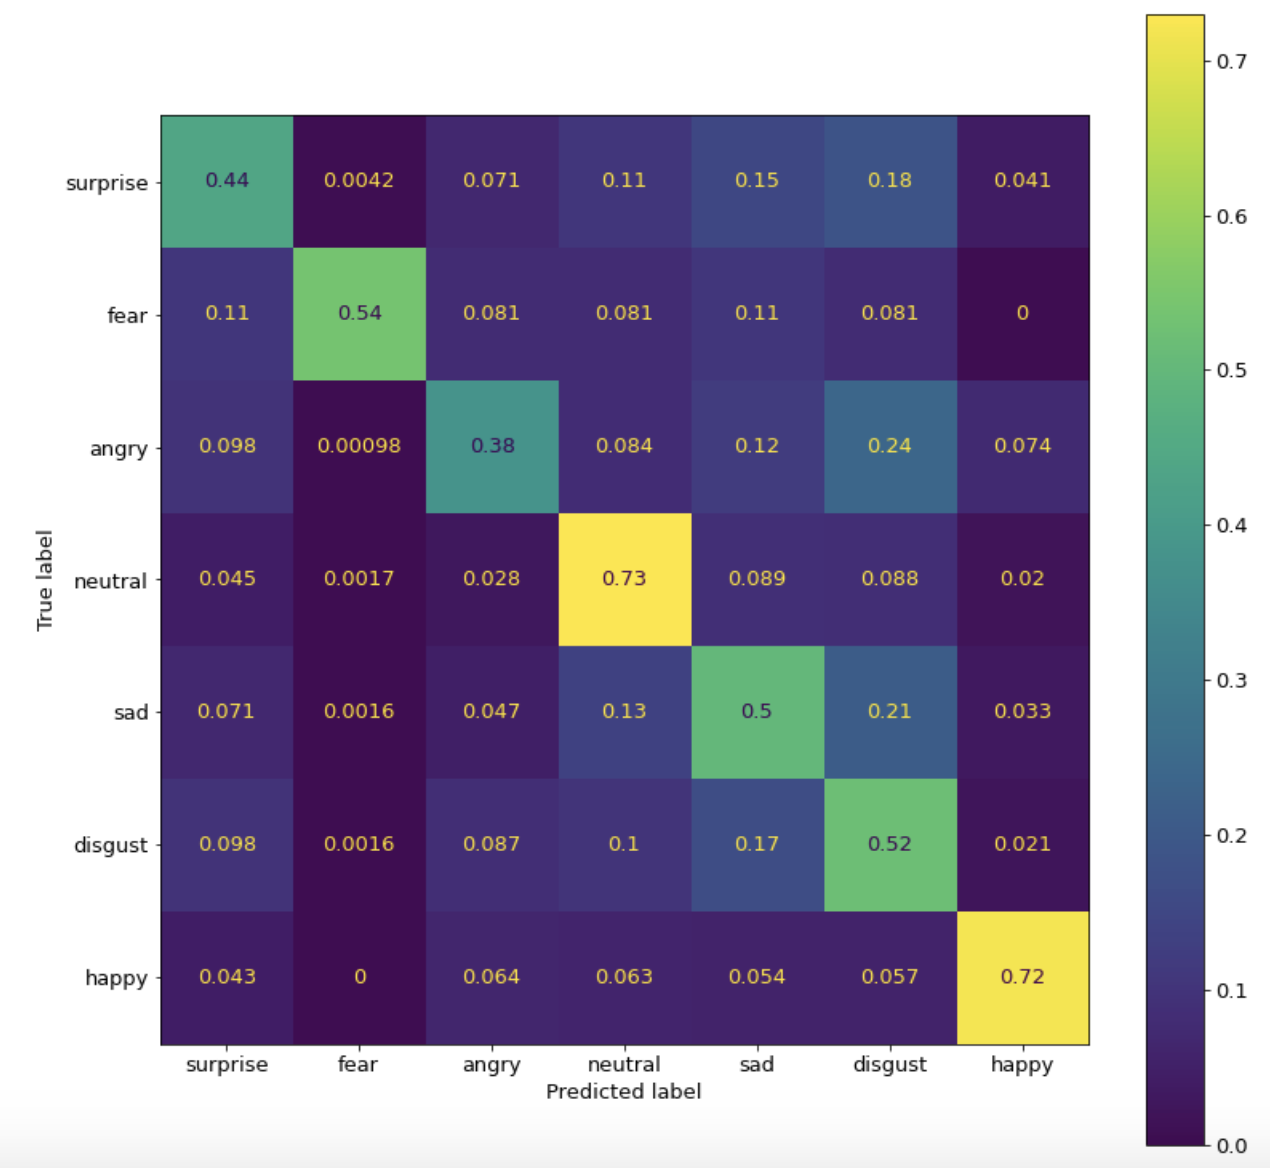 surprise 0.44 0.0042 0.071 0.11 0.15 0.18 0.041
fear 0.11 0.54 0.081 0.081 0.11 0.081 0
angry 0.098 0.00098 0.38 0.084 0.12 0.24 0.074
neutral 0.045 0.0017 0.028 0.73 0.089 0.088 0.02
sad 0.071 0.0016 0.047 0.13 0.5 0.21 0.033
disgust 0.098 0.0016 0.087 0.1 0.17 0.52 0.021
happy 0.043 0 0.064 0.063 0.054 0.057 0.72
surprise fear angry neutral sad disgust happy
Predicted label
True label
0.7
0.6
0.5
0.4
0.3
0.2
0.1
0.0